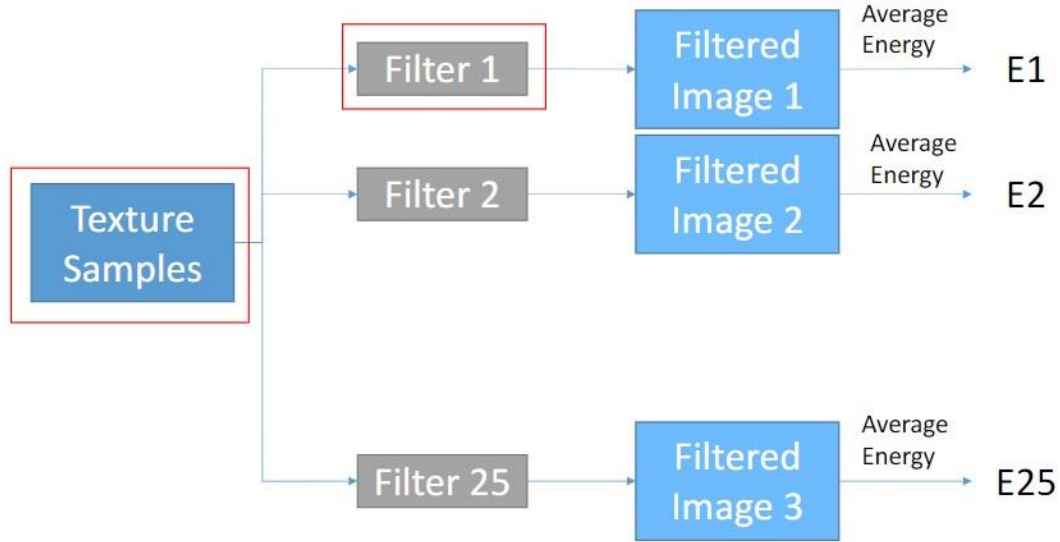 Texture
Samples
Filter 1
Filtered
Image 1
Average
Energy
E1
Filter 2
Filtered
Image 2
Average
Energy
E2
Filter 25
Filtered
Image 3
Average
Energy
E25